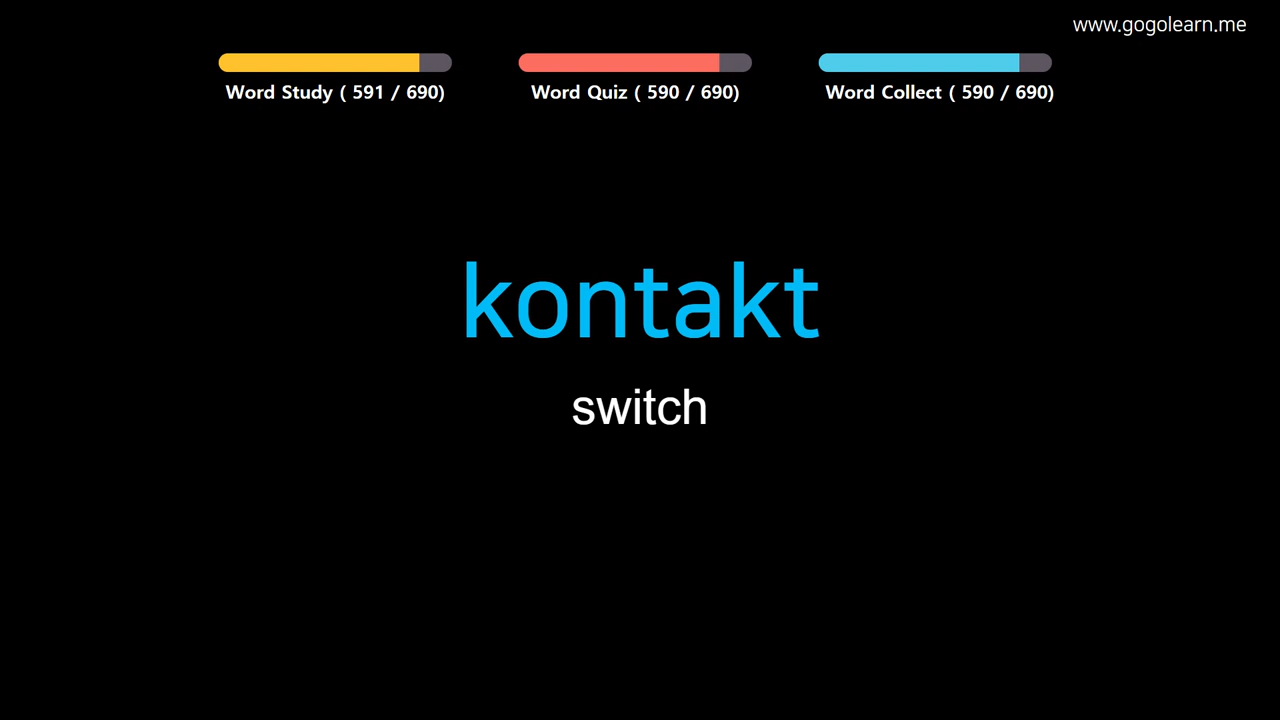 www.gogolearn.me
Word Study ( 591 / 690)
Word Quiz ( 590 / 690)
Word Collect ( 590 / 690)
kontakt
switch